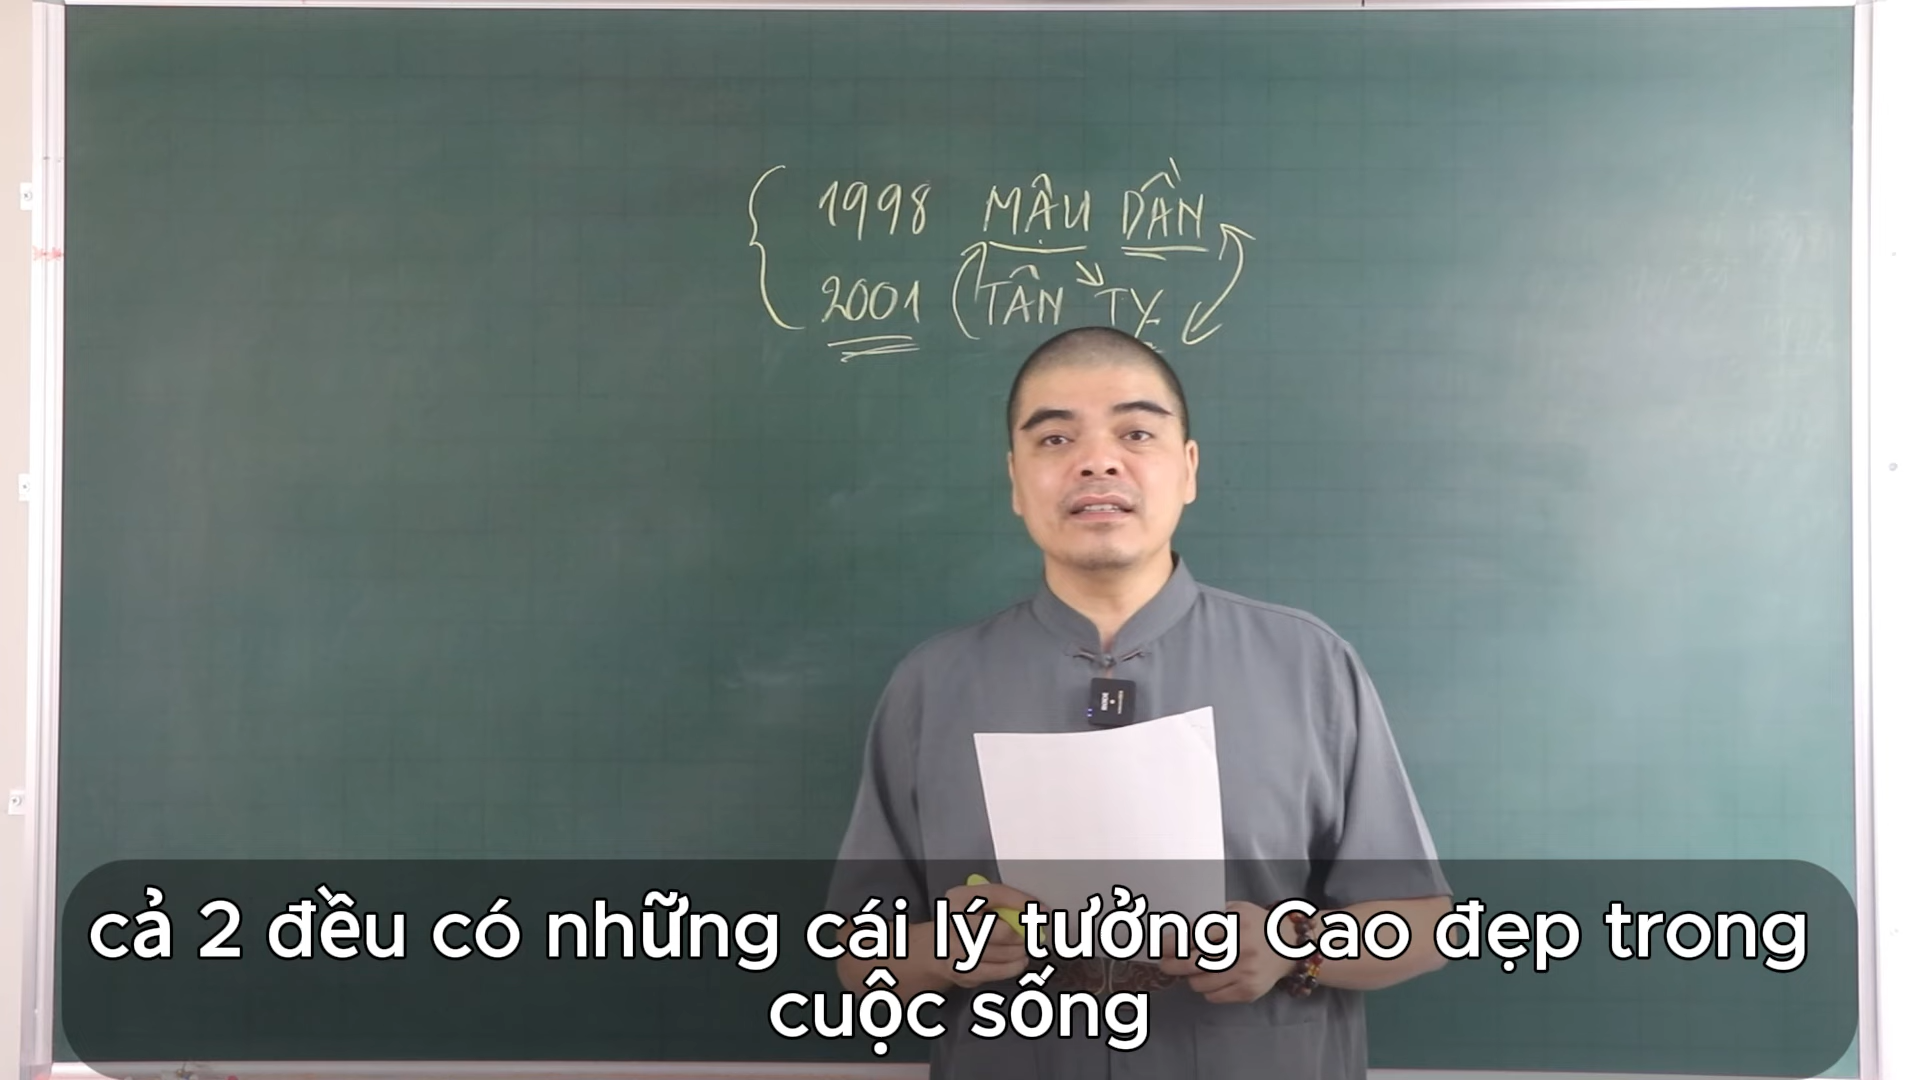 1998 MẬU DẦN
2001 TÂN TỴ
cả 2 đều có những cái lý tưởng Cao đẹp trong
cuộc sống